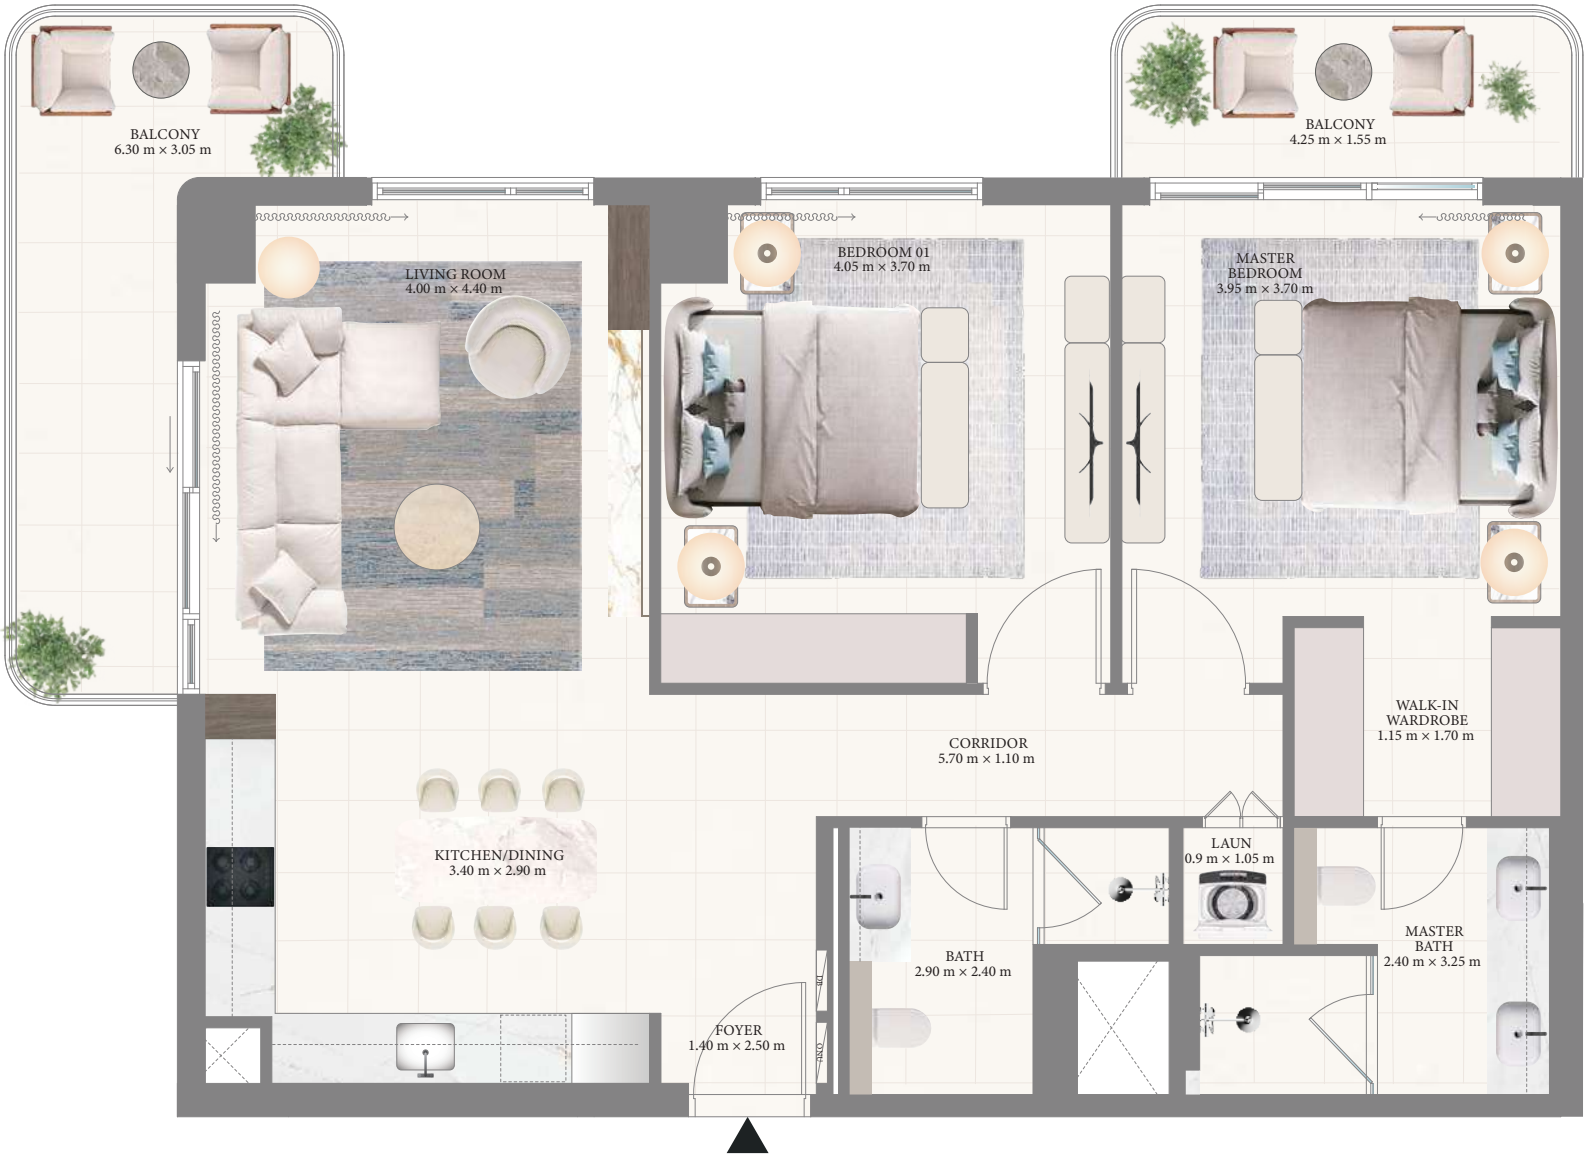 BALCONY
6.30 m × 3.05 m
BALCONY
4.25 m × 1.55 m
LIVING ROOM
4.00 m × 4.40 m
BEDROOM 01
4.05 m × 3.70 m
MASTER
BEDROOM
3.95 m × 3.70 m
WALK-IN
WARDROBE
1.15 m × 1.70 m
CORRIDOR
5.70 m × 1.10 m
KITCHEN/DINING
3.40 m × 2.90 m
LAUN
0.9 m × 1.05 m
BATH
2.90 m × 2.40 m
MASTER
BATH
2.40 m × 3.25 m
DB
FOYER
1.40 m × 2.50 m
ONU